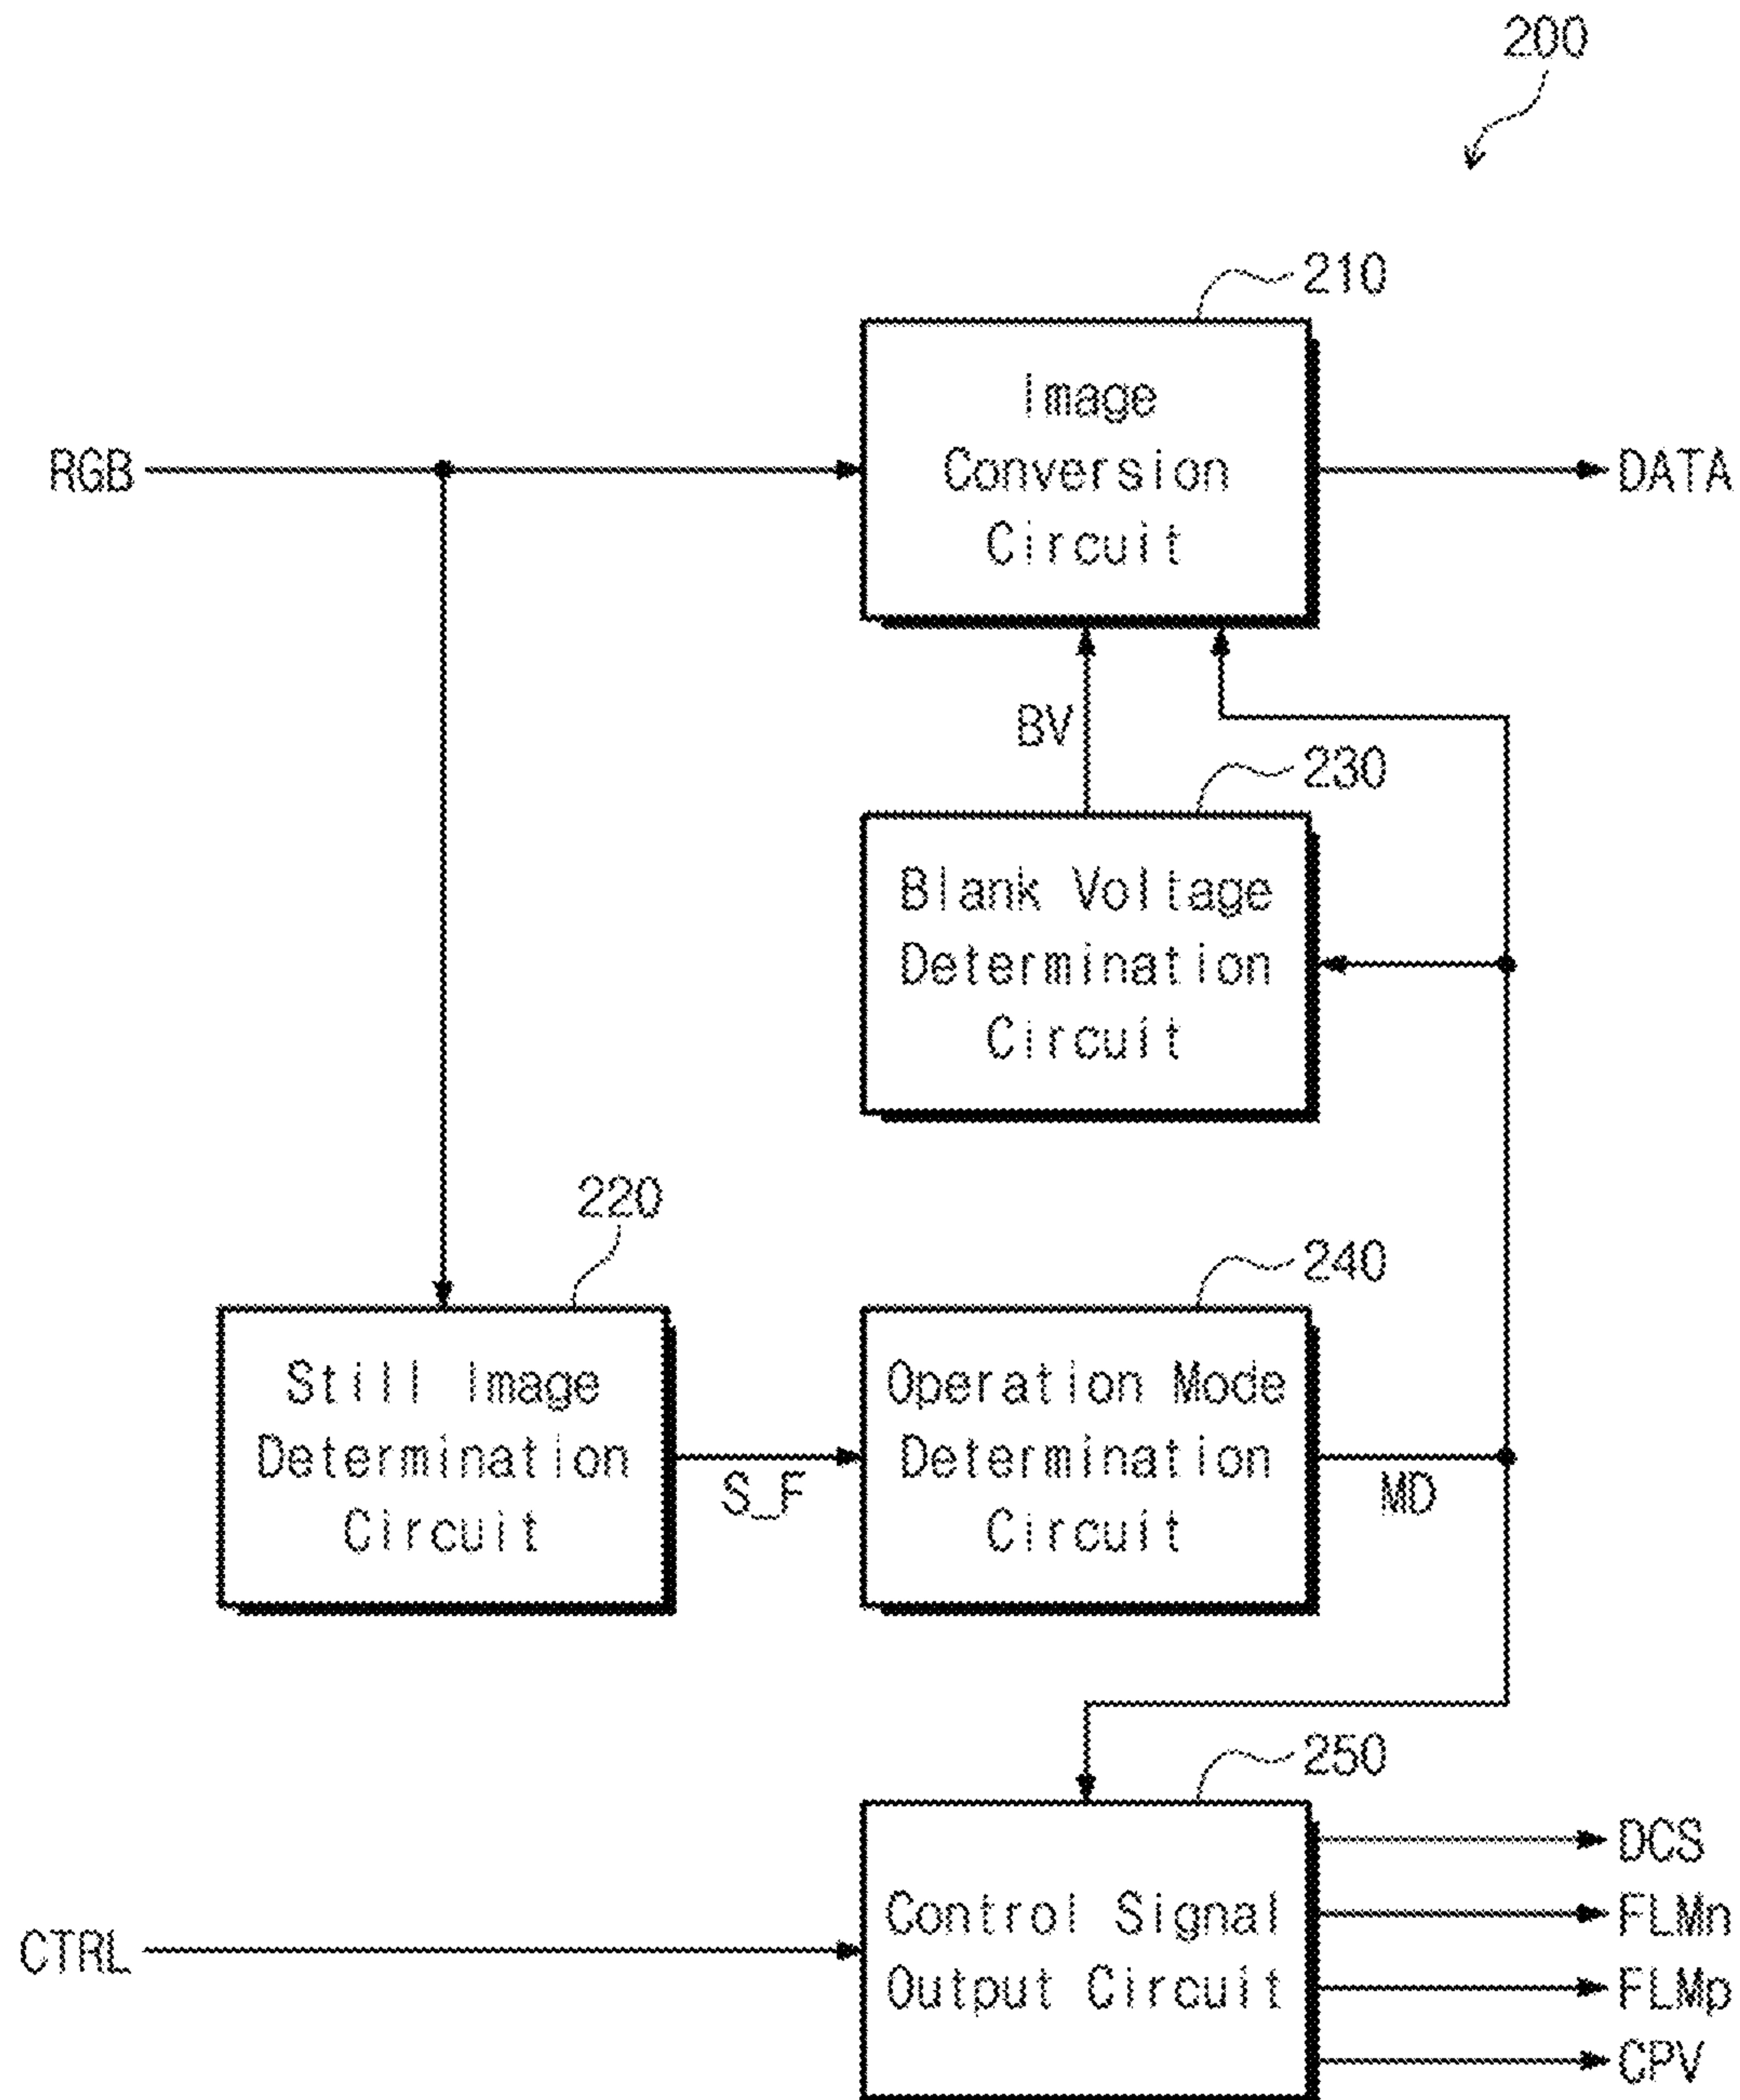 200
210
Image
Conversion
Circuit
RGB
DATA
BV
230
Blank Voltage
Determination
Circuit
220
Still Image
Determination
Circuit
S_F
240
Operation Mode
Determination
Circuit
MD
250
Control Signal
Output Circuit
CTRL
DCS
FLMn
FLMp
CPV